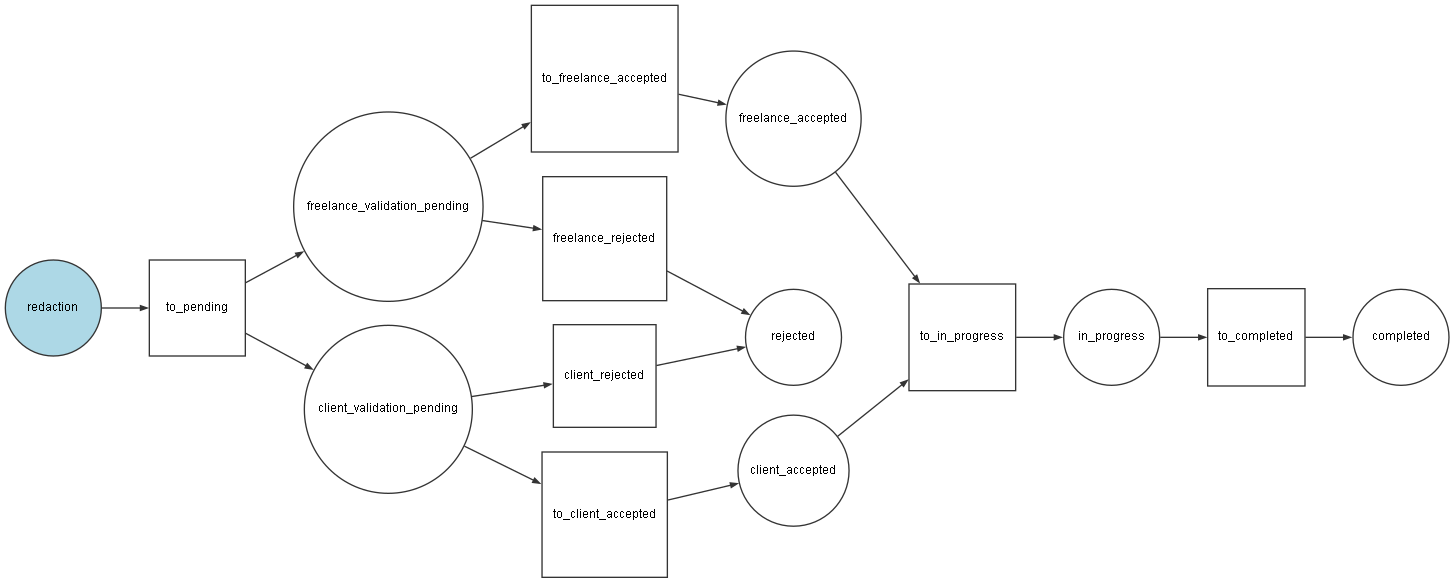 redaction
to_pending
freelance_validation_pending
client_validation_pending
to_freelance_accepted
freelance_rejected
client_rejected
to_client_accepted
freelance_accepted
rejected
client_accepted
to_in_progress
in_progress
to_completed
completed